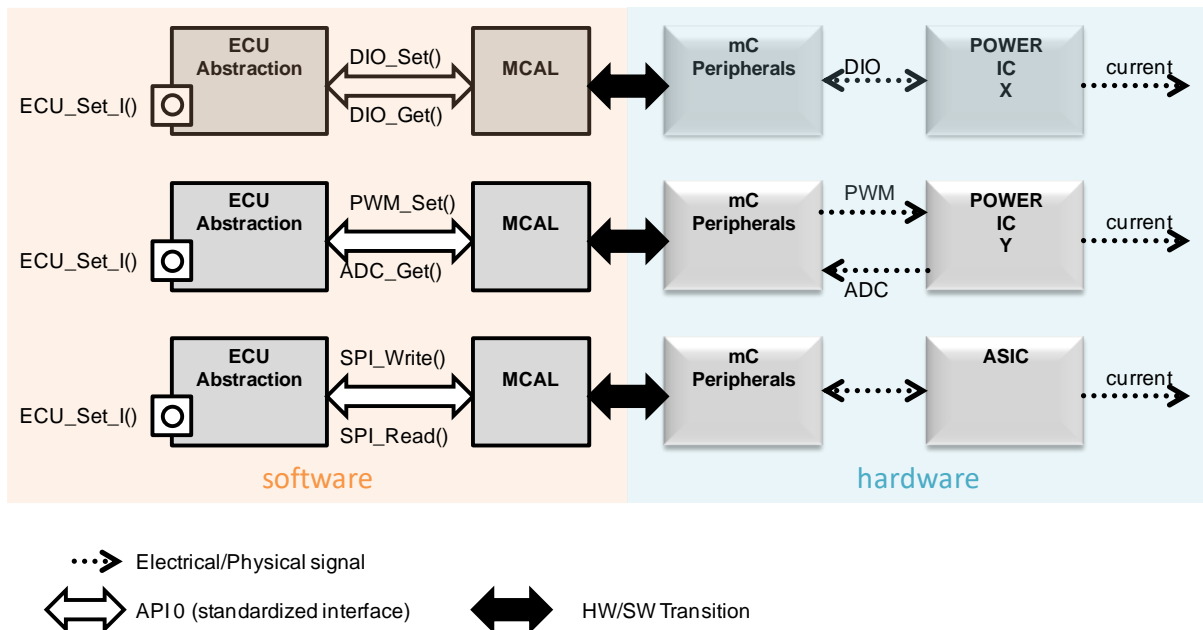 ECU
Abstraction
DIO_Set()
DIO_Get()
MCAL
mC
Peripherals
DIO
POWER
IC
X
current
ECU_Set_I()
ECU
Abstraction
PWM_Set()
ADC_Get()
MCAL
mC
Peripherals
PWM
ADC
POWER
IC
Y
current
ECU_Set_I()
ECU
Abstraction
SPI_Write()
SPI_Read()
MCAL
mC
Peripherals
ASIC
current
ECU_Set_I()
software
hardware
Electrical/Physical signal
API 0 (standardized interface)
HW/SW Transition